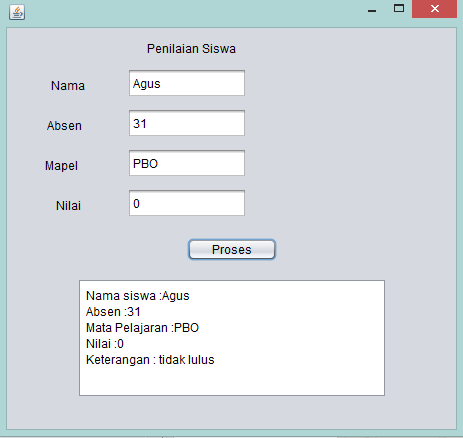 Penilaian Siswa
Nama Agus
Absen 31
Mapel PBO
Nilai 0
Proses
Nama siswa :Agus
Absen :31
Mata Pelajaran :PBO
Nilai :0
Keterangan : tidak lulus